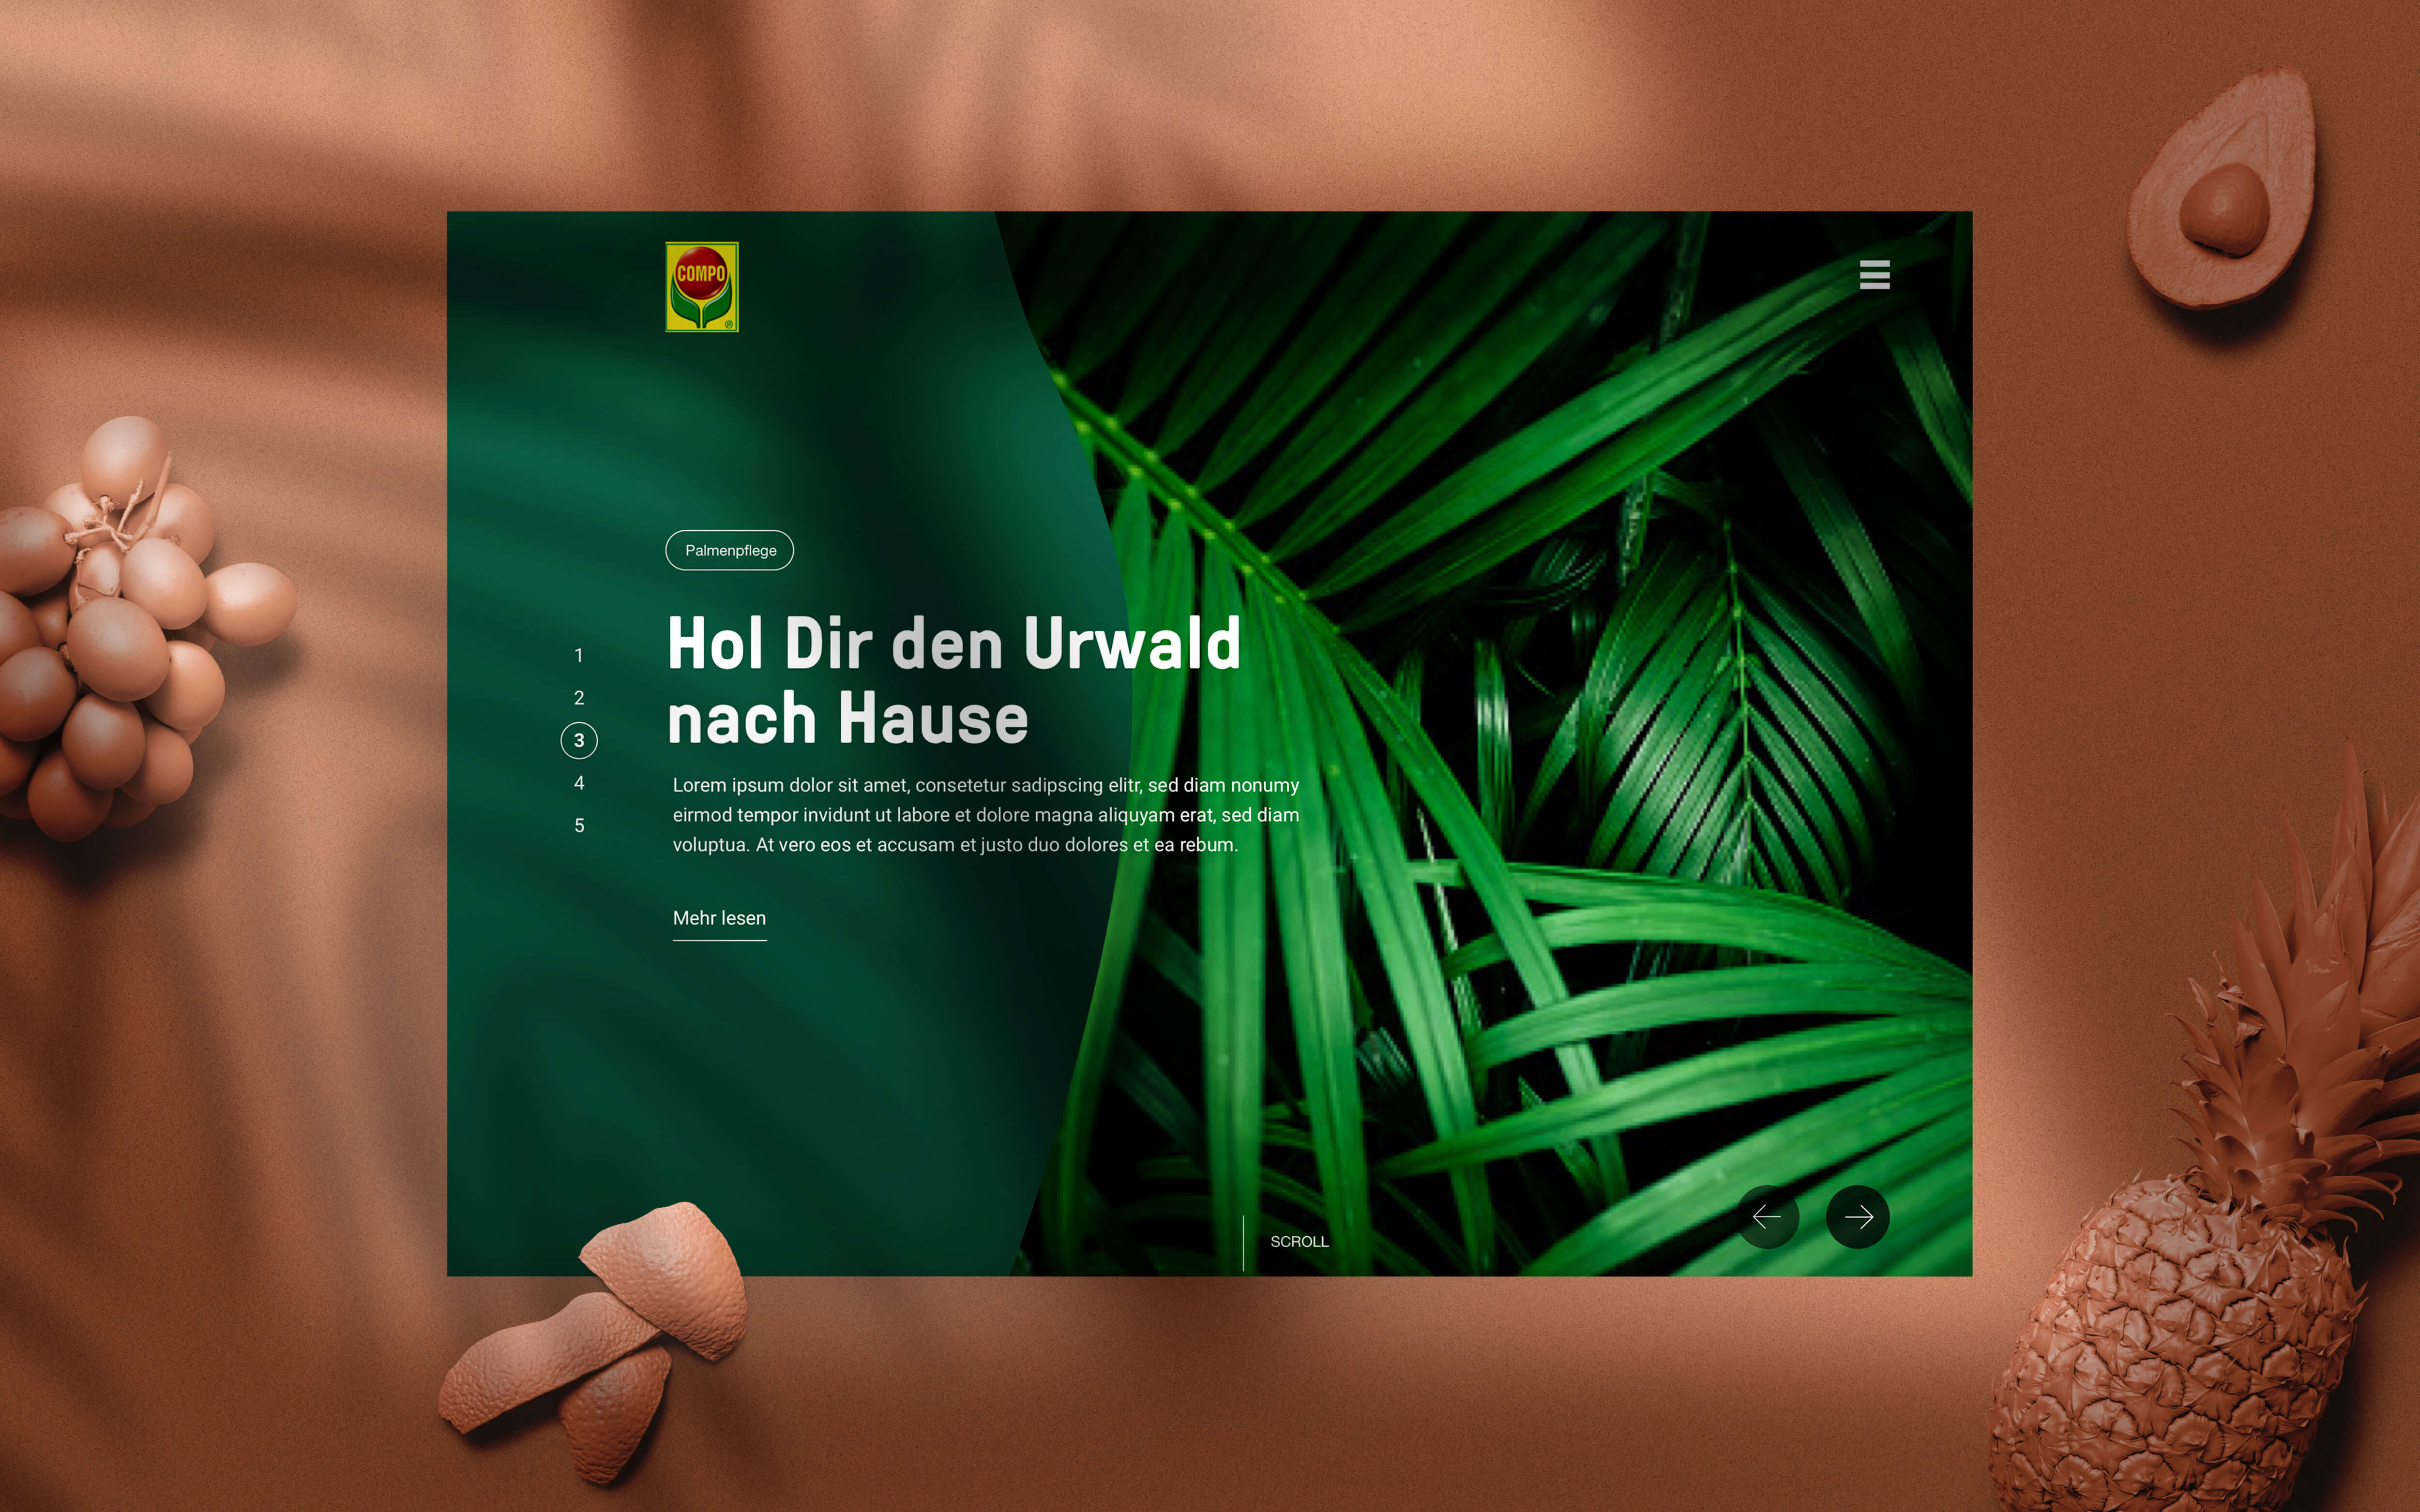 COMPO
®
Palmenpflege
Hol Dir den Urwald
nach Hause
1
2
3
4
5
Lorem ipsum dolor sit amet, consetetur sadipscing elitr, sed diam nonumy
eirmod tempor invidunt ut labore et dolore magna aliquyam erat, sed diam
voluptua. At vero eos et accusam et justo duo dolores et ea rebum.
Mehr lesen
SCROLL